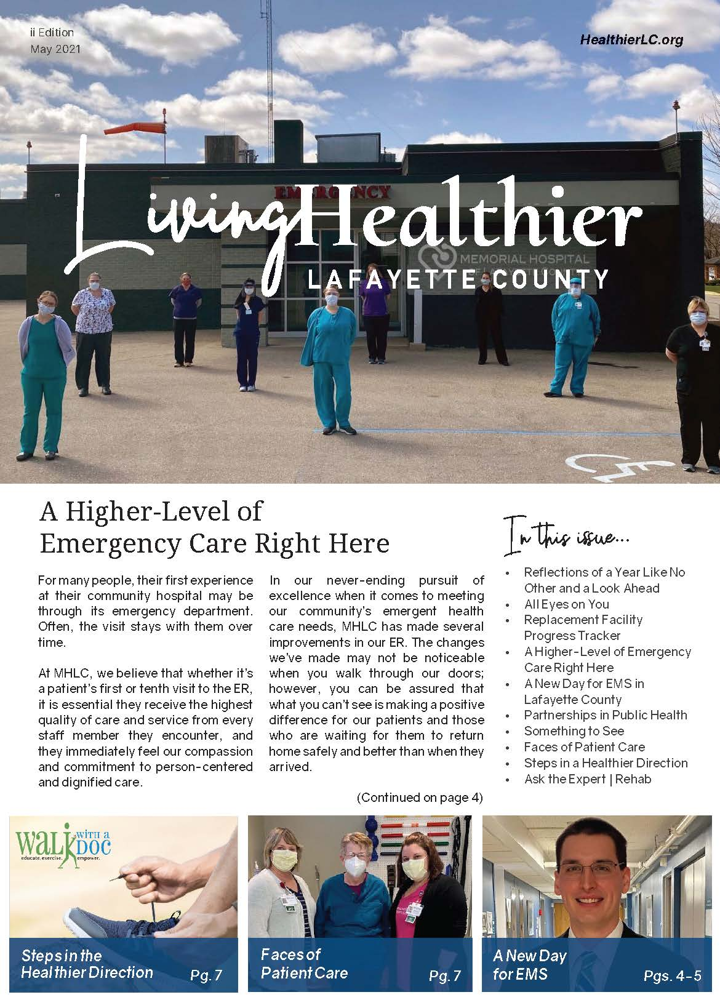 ii Edition
May 2021
HealthierLC.org
EMERGENCY
Living Healthier
MEMORIAL HOSPITAL
LAFAYETTE COUNTY
A Higher-Level of
Emergency Care Right Here
For many people, their first experience
at their community hospital may be
through its emergency department.
Often, the visit stays with them over
time.
At MHLC, we believe that whether it's
a patient's first or tenth visit to the ER,
it is essential they receive the highest
quality of care and service from every
staff member they encounter, and
they immediately feel our compassion
and commitment to person-centered
and dignified care.
In our never-ending pursuit of
excellence when it comes to meeting
our community's emergent health
care needs, MHLC has made several
improvements in our ER. The changes
we've made may not be noticeable
when you walk through our doors;
however, you can be assured that
what you can't see is making a positive
difference for our patients and those
who are waiting for them to return
home safely and better than when they
arrived.
(Continued on page 4)
In this issue...
• Reflections of a Year Like No
Other and a Look Ahead
• All Eyes on You
• Replacement Facility
Progress Tracker
• A Higher-Level of Emergency
Care Right Here
• A New Day for EMS in
Lafayette County
• Partnerships in Public Health
• Something to See
• Faces of Patient Care
• Steps in a Healthier Direction
• Ask the Expert | Rehab
WALK WITH A
DOC
educate. exercise. empower.
Steps in the
Healthier Direction
Pg. 7
Faces of
Patient Care
Pg. 7
A New Day
for EMS
Pgs. 4-5